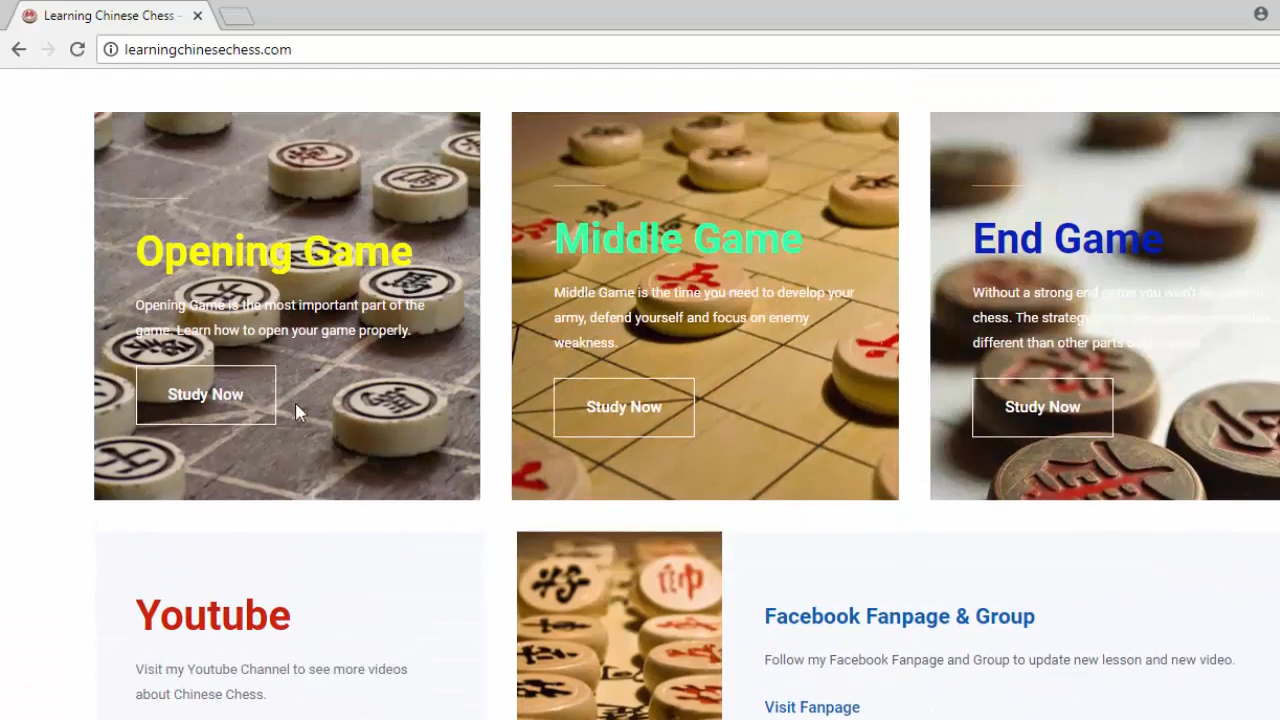 Learning Chinese Chess -
learningchinesechess.com
Opening Game
Opening Game is the most important part of the
game. Learn how to open your game properly.
Study Now
Middle Game
Middle Game is the time you need to develop your
army, defend yourself and focus on enemy
weakness.
Study Now
End Game
Without a strong end game you won't
chess. The strategy
different than other parts
Study Now
Youtube
Visit my Youtube Channel to see more videos
about Chinese Chess.
将
帥
Facebook Fanpage & Group
Follow my Facebook Fanpage and Group to update new lesson and new video.
Visit Fanpage